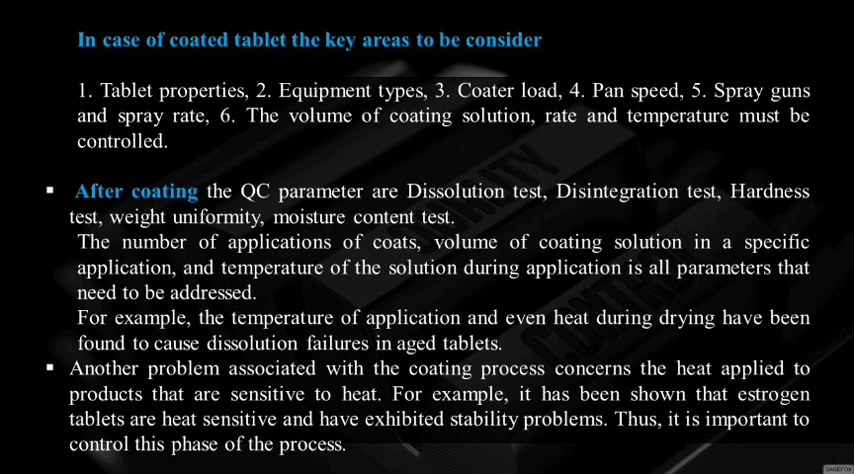 In case of coated tablet the key areas to be consider
1. Tablet properties, 2. Equipment types, 3. Coater load, 4. Pan speed, 5. Spray guns
and spray rate, 6. The volume of coating solution, rate and temperature must be
controlled.
▪ After coating the QC parameter are Dissolution test, Disintegration test, Hardness
test, weight uniformity, moisture content test.
The number of applications of coats, volume of coating solution in a specific
application, and temperature of the solution during application is all parameters that
need to be addressed.
For example, the temperature of application and even heat during drying have been
found to cause dissolution failures in aged tablets.
▪ Another problem associated with the coating process concerns the heat applied to
products that are sensitive to heat. For example, it has been shown that estrogen
tablets are heat sensitive and have exhibited stability problems. Thus, it is important to
control this phase of the process.
QUALITY
CONTROL
SAGEFOX